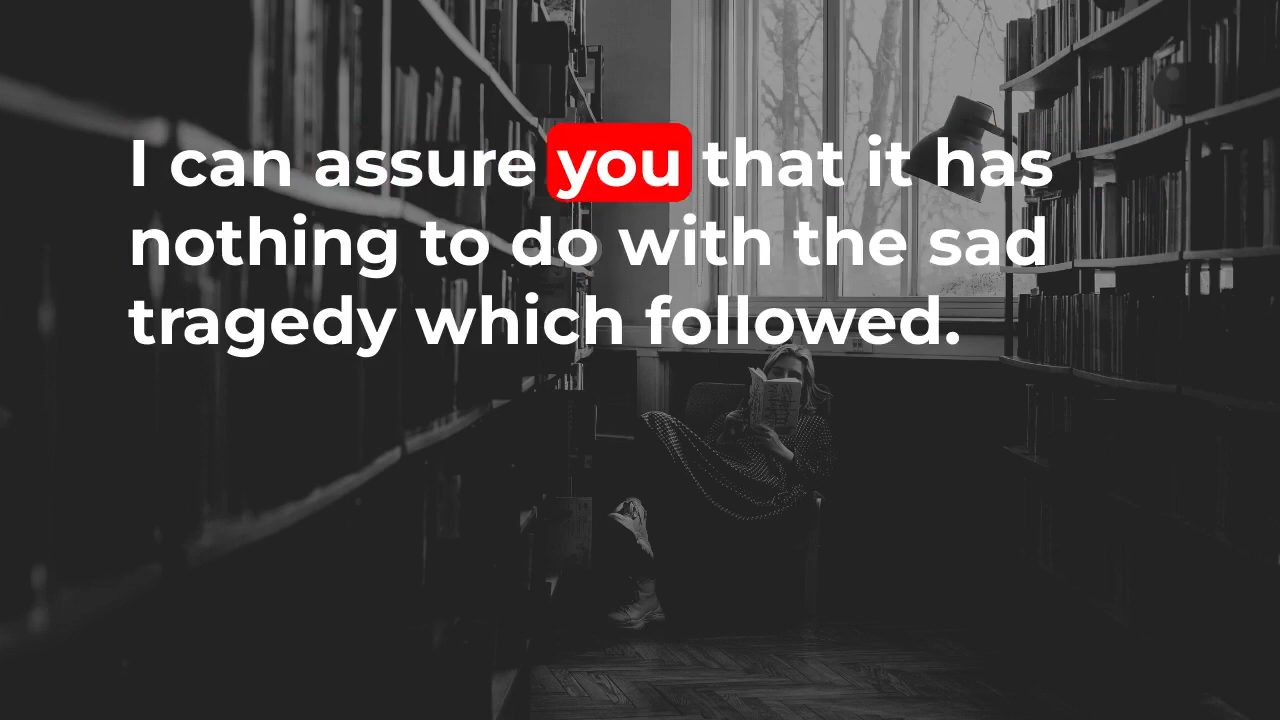 I can assure you that it has
nothing to do with the sad
tragedy which followed.